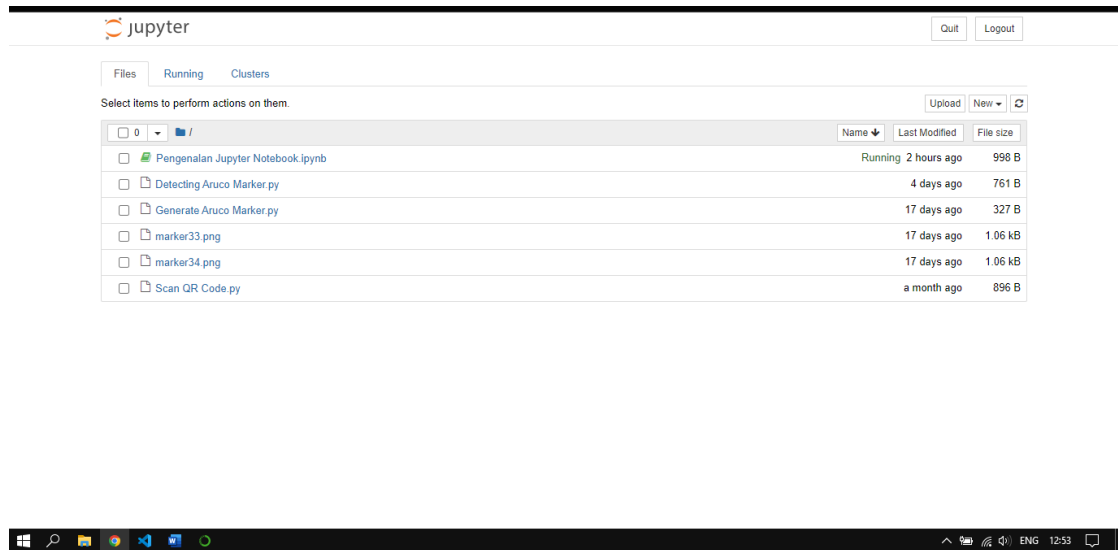 jupyter
Quit Logout
Files Running Clusters
Select items to perform actions on them.
Upload New
0 / Name Last Modified File size
Pengenalan Jupyter Notebook.ipynb Running 2 hours ago 998 B
Detecting Aruco Marker.py 4 days ago 761 B
Generate Aruco Marker.py 17 days ago 327 B
marker33.png 17 days ago 1.06 kB
marker34.png 17 days ago 1.06 kB
Scan QR Code.py a month ago 896 B
ENG 12:53